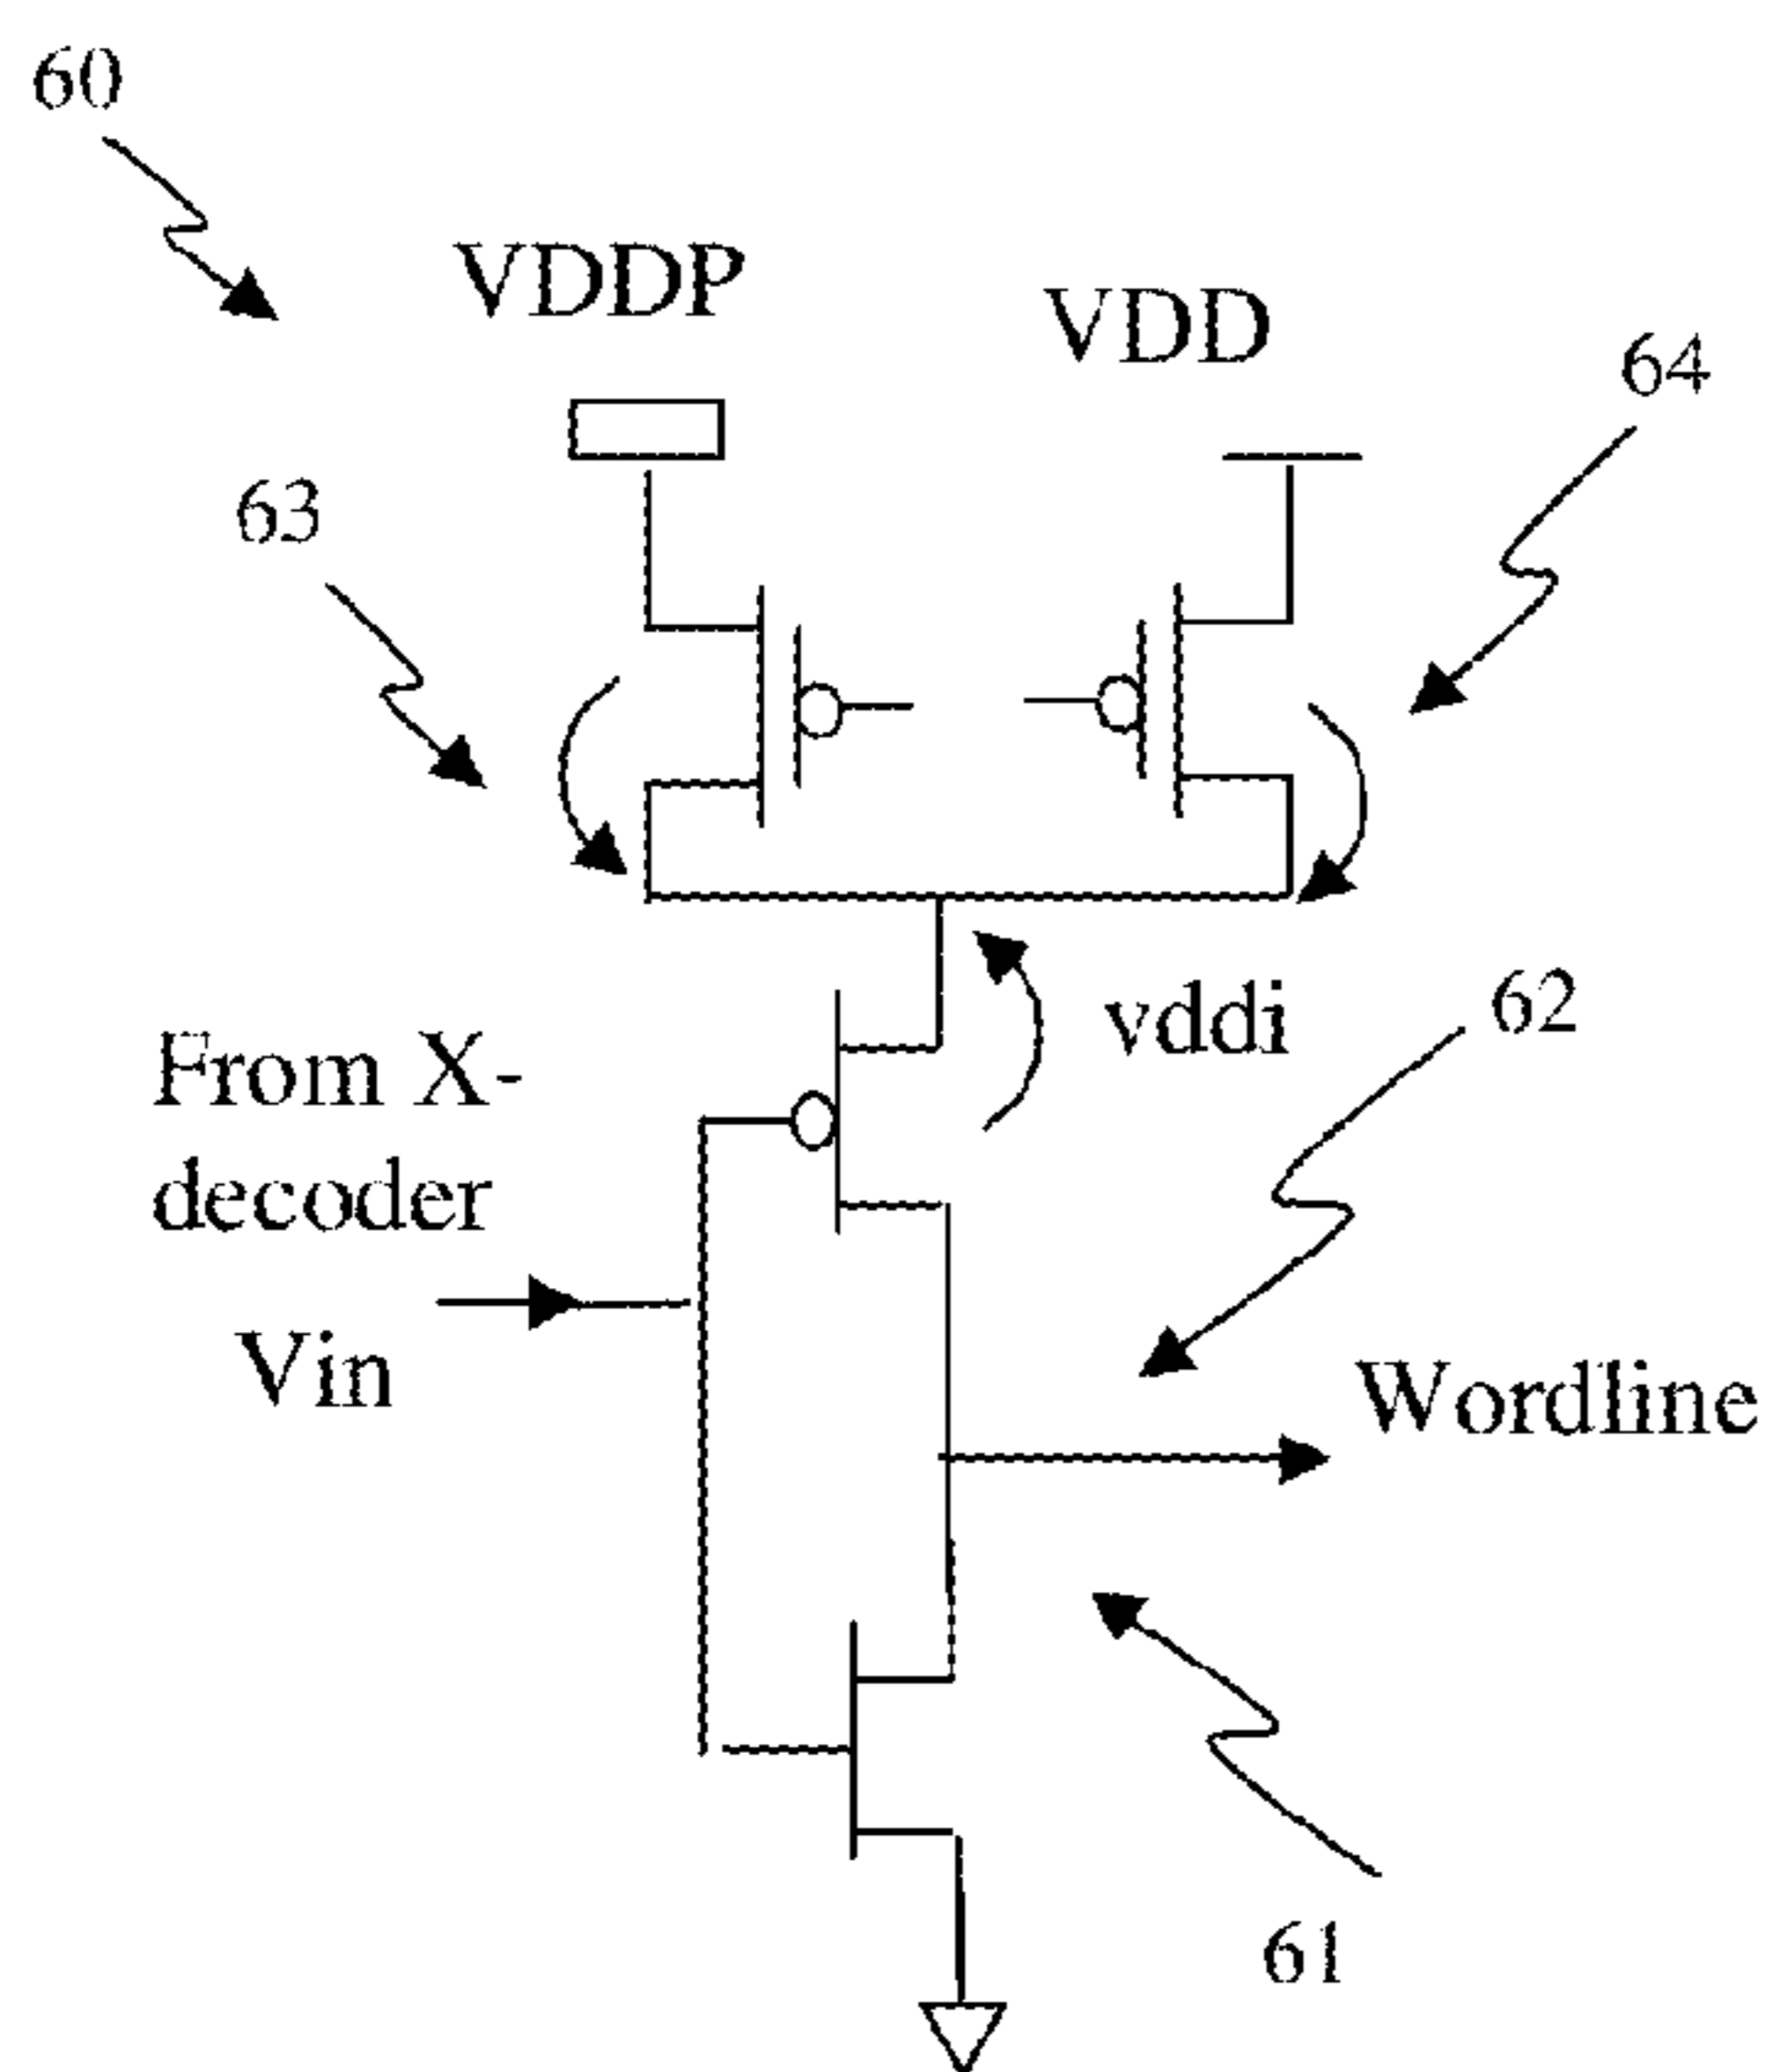 60
VDDP
VDD
64
63
vddi
62
From X-
decoder
Vin
Wordline
61